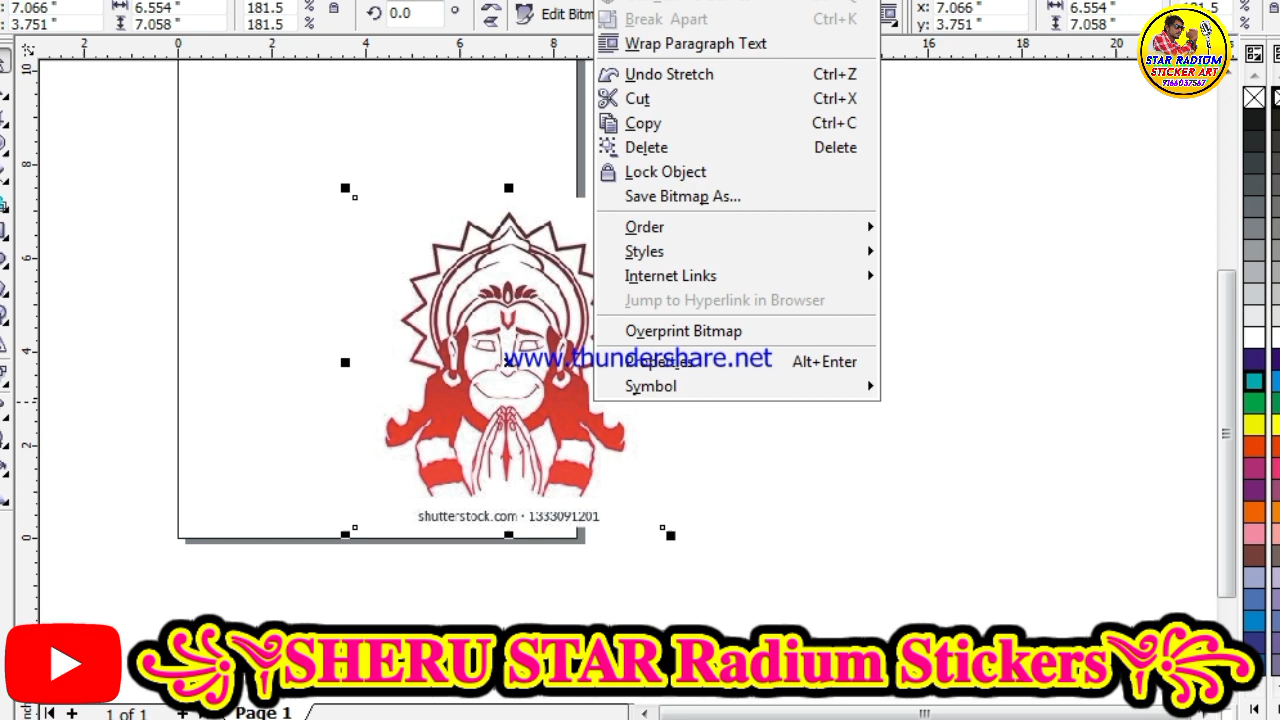 x: 7.066 " 6.554 " 181.5 % 0.0 ° Edit Bitm
y: 3.751 " 7.058 " 181.5 %
Break Apart Ctrl+K
Wrap Paragraph Text
Undo Stretch Ctrl+Z
Cut Ctrl+X
Copy Ctrl+C
Delete Delete
Lock Object
Save Bitmap As...
Order
Styles
Internet Links
Jump to Hyperlink in Browser
Overprint Bitmap
Properties Alt+Enter
Symbol
www.thundershare.net
x: 7.066 " 6.554 "
y: 3.751 " 7.058 "
STAR RADIUM
STICKER ART
9166037567
2 0 2 4 6 8 16 18 20
10
8
6
4
2
0
shutterstock.com · 1333091201
SHERU STAR Radium Stickers
1 of 1 Page 1